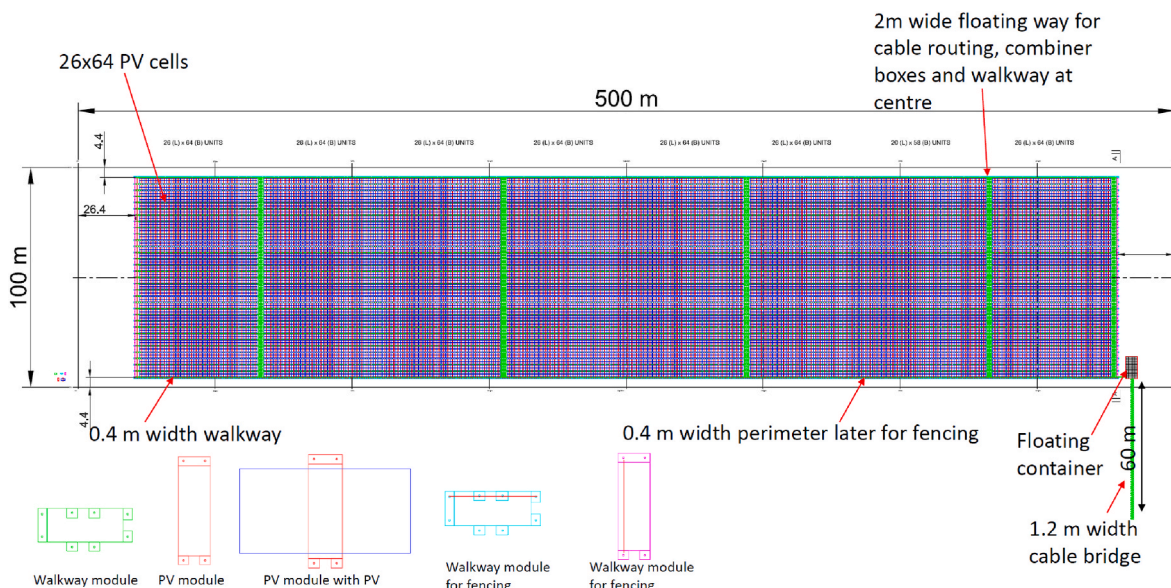 2m wide floating way for
cable routing, combiner
boxes and walkway at
centre
26x64 PV cells
500 m
4.4
26 (L) x 64 (B) UNITS
26 (L) x 64 (B) UNITS
26 (L) x 64 (B) UNITS
26 (L) x 64 (B) UNITS
26 (L) x 64 (B) UNITS
26 (L) x 64 (B) UNITS
20 (L) x 58 (B) UNITS
26 (L) x 64 (B) UNITS
A
26.4
100 m
4.4
0.4 m width walkway
0.4 m width perimeter later for fencing
Floating
container
60 m
1.2 m width
cable bridge
Walkway module
PV module
PV module with PV
Walkway module
for fencing
Walkway module
for fencing